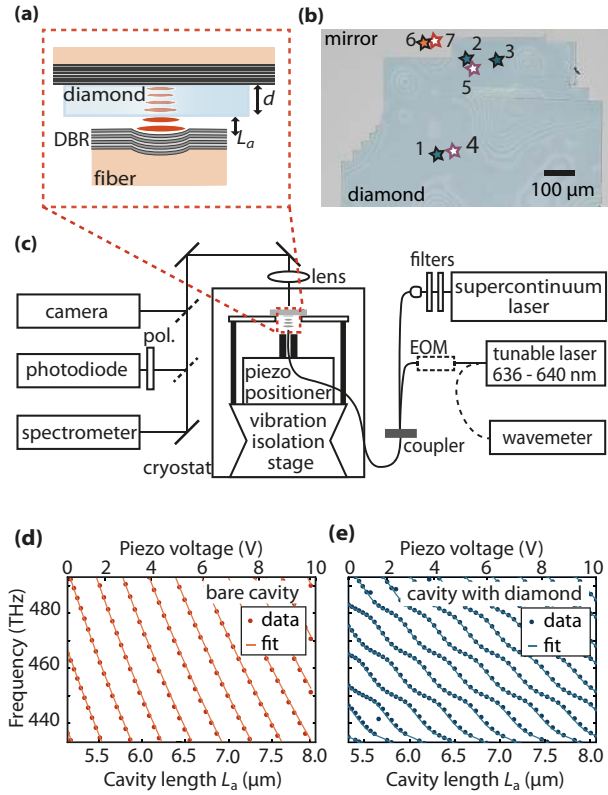 (a)
diamond
d
L_a
DBR
fiber
(b)
mirror
6 7 2 3
5
1 4
100 μm
diamond
(c)
lens
filters
camera
supercontinuum
laser
pol.
EOM
photodiode
piezo
positioner
tunable laser
636 - 640 nm
spectrometer
vibration
isolation
stage
coupler
wavemeter
cryostat
(d)
Piezo voltage (V)
0 2 4 6 8 10
bare cavity
data
fit
Frequency (THz)
480
460
440
5.5 6.0 6.5 7.0 7.5 8.0
Cavity length L_a (μm)
(e)
Piezo voltage (V)
0 2 4 6 8 10
cavity with diamond
data
fit
5.5 6.0 6.5 7.0 7.5 8.0
Cavity length L_a (μm)